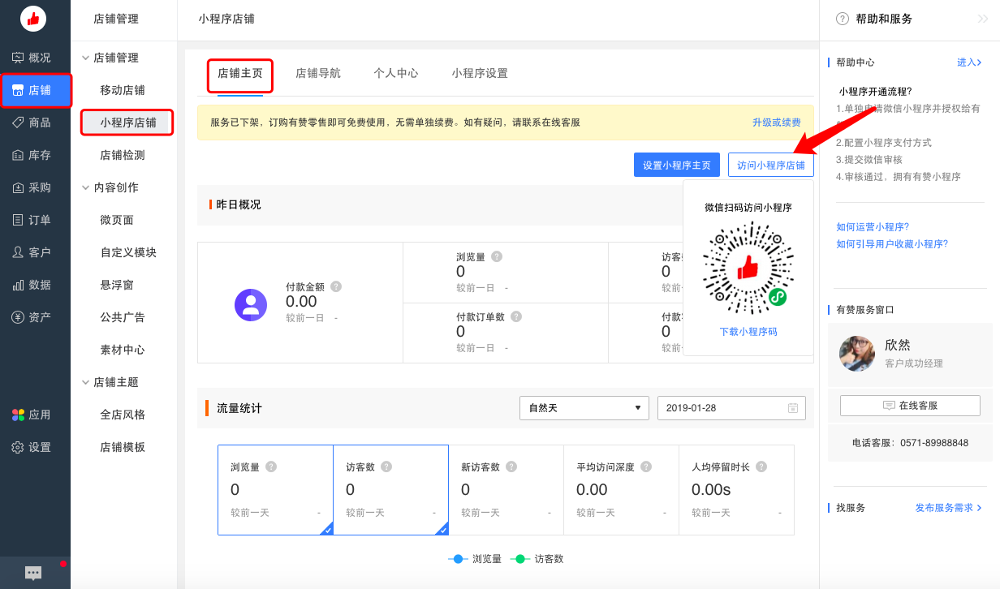 概况
店铺
商品
库存
采购
订单
客户
数据
资产
应用
设置
店铺管理
店铺管理
移动店铺
小程序店铺
店铺检测
内容创作
微页面
自定义模块
悬浮窗
公共广告
素材中心
店铺主题
全店风格
店铺模板
小程序店铺
店铺主页 店铺导航 个人中心 小程序设置
服务已下架，订购有赞零售即可免费使用，无需单独续费。如有疑问，请联系在线客服 升级或续费
设置小程序主页 访问小程序店铺
微信扫码访问小程序
下载小程序码
昨日概况
付款金额 ?
0.00
较前一日 -
浏览量 ?
0
较前一日 -
访客
0
较前一
付款订单数 ?
0
较前一日 -
付款
0
较前一
流量统计 自然天 2019-01-28
浏览量 ?
0
较前一天 -
访客数 ?
0
较前一天 -
新访客数 ?
0
较前一天 -
平均访问深度 ?
0.00
较前一天 -
人均停留时长 ?
0.00s
较前一天 -
浏览量 访客数
? 帮助和服务
帮助中心 进入
小程序开通流程?
1.单独申请微信小程序并授权给有
2.配置小程序支付方式
3.提交微信审核
4.审核通过，拥有有赞小程序
如何运营小程序?
如何引导用户收藏小程序?
有赞服务窗口
欣然
客户成功经理
在线客服
电话客服：0571-89988848
找服务 发布服务需求